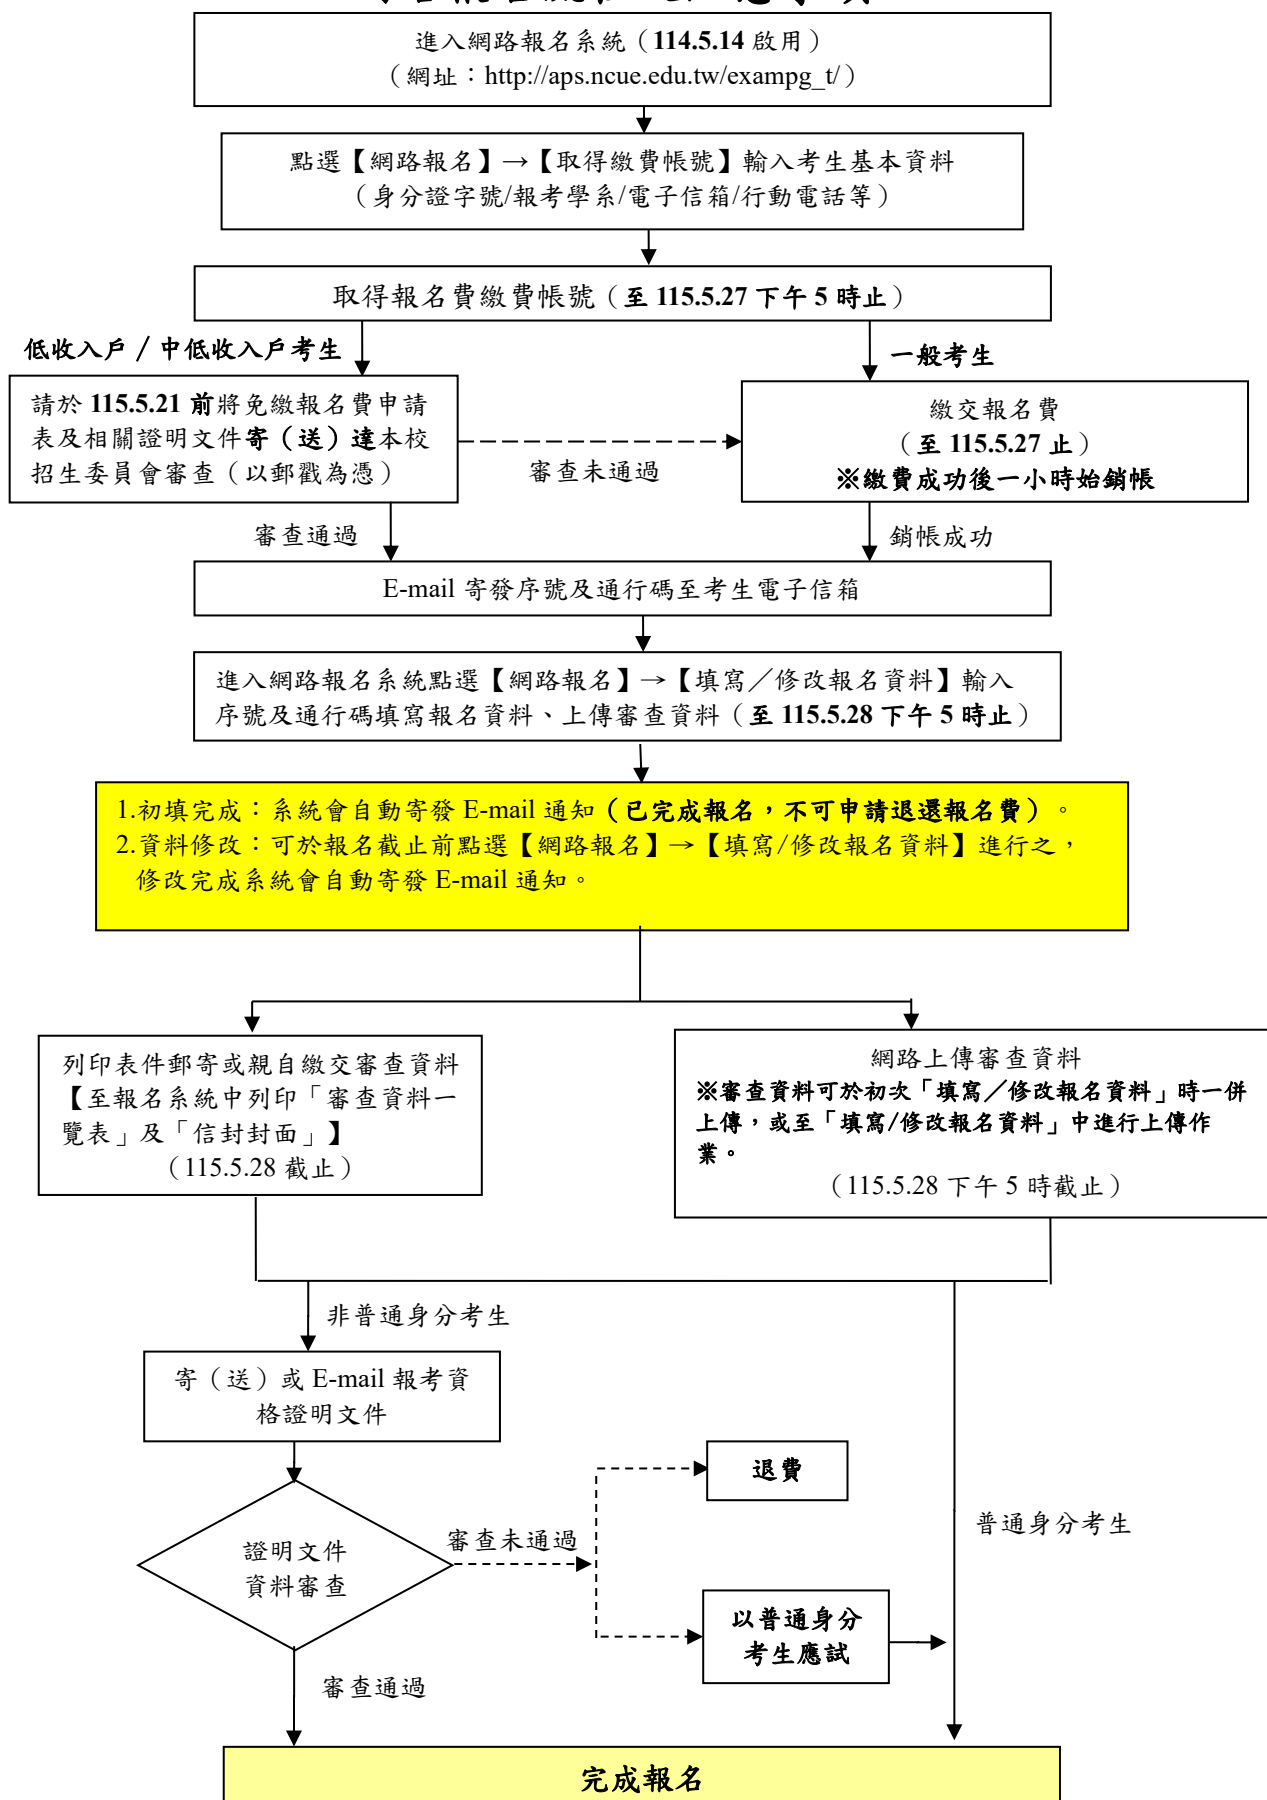 進入網路報名系統（114.5.14 啟用）
（網址：http://aps.ncue.edu.tw/exampg_t/）
點選【網路報名】→【取得繳費帳號】輸入考生基本資料
（身分證字號/報考學系/電子信箱/行動電話等）
取得報名費繳費帳號（至 115.5.27 下午 5 時止）
低收入戶／中低收入戶考生
一般考生
請於 115.5.21 前將免繳報名費申請
表及相關證明文件寄（送）達本校
招生委員會審查（以郵戳為憑）
審查未通過
繳交報名費
（至 115.5.27 止）
※繳費成功後一小時始銷帳
審查通過
銷帳成功
E-mail 寄發序號及通行碼至考生電子信箱
進入網路報名系統點選【網路報名】→【填寫／修改報名資料】輸入
序號及通行碼填寫報名資料、上傳審查資料（至 115.5.28 下午 5 時止）
1.初填完成：系統會自動寄發 E-mail 通知（已完成報名，不可申請退還報名費）。
2.資料修改：可於報名截止前點選【網路報名】→【填寫/修改報名資料】進行之，
修改完成系統會自動寄發 E-mail 通知。
列印表件郵寄或親自繳交審查資料
【至報名系統中列印「審查資料一
覽表」及「信封封面」】
（115.5.28 截止）
網路上傳審查資料
※審查資料可於初次「填寫／修改報名資料」時一併
上傳，或至「填寫/修改報名資料」中進行上傳作
業。
（115.5.28 下午 5 時截止）
非普通身分考生
寄（送）或 E-mail 報考資
格證明文件
退費
普通身分考生
審查未通過
證明文件
資料審查
以普通身分
考生應試
審查通過
完成報名